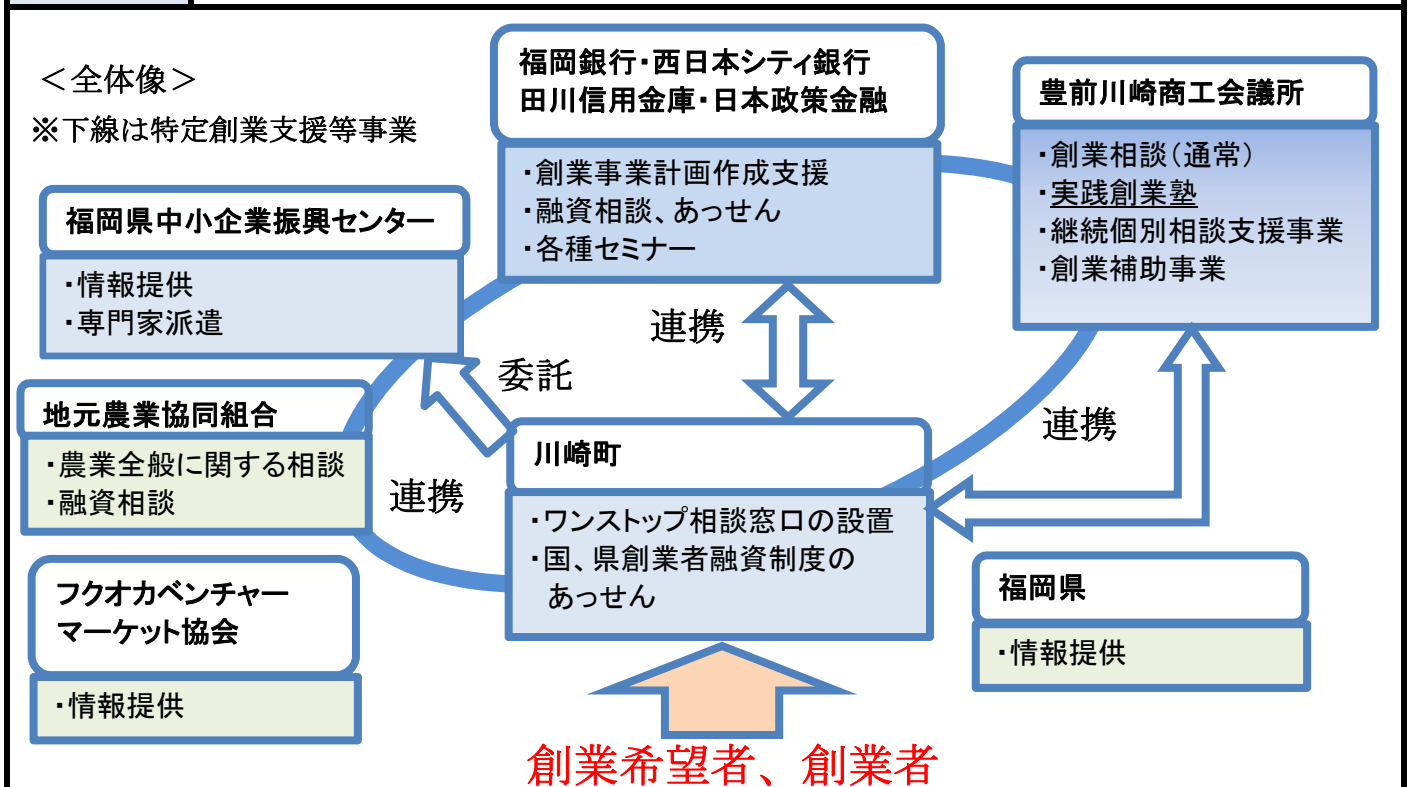 ＜全体像＞
※下線は特定創業支援等事業
福岡銀行・西日本シティ銀行
田川信用金庫・日本政策金融
・創業事業計画作成支援
・融資相談、あっせん
・各種セミナー
豊前川崎商工会議所
・創業相談（通常）
・実践創業塾
・継続個別相談支援事業
・創業補助事業
福岡県中小企業振興センター
・情報提供
・専門家派遣
連携
委託
地元農業協同組合
・農業全般に関する相談
・融資相談
連携
川崎町
・ワンストップ相談窓口の設置
・国、県創業者融資制度の
あっせん
連携
フクオカベンチャー
マーケット協会
・情報提供
福岡県
・情報提供
創業希望者、創業者